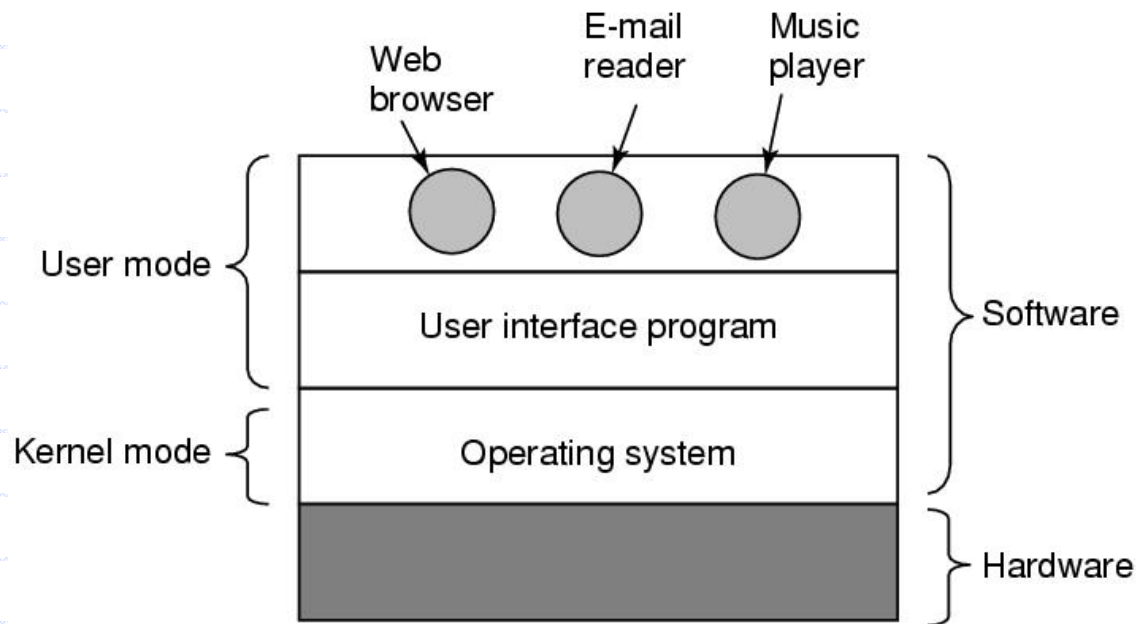 Web
browser
E-mail
reader
Music
player
User mode
User interface program
Software
Kernel mode
Operating system
Hardware